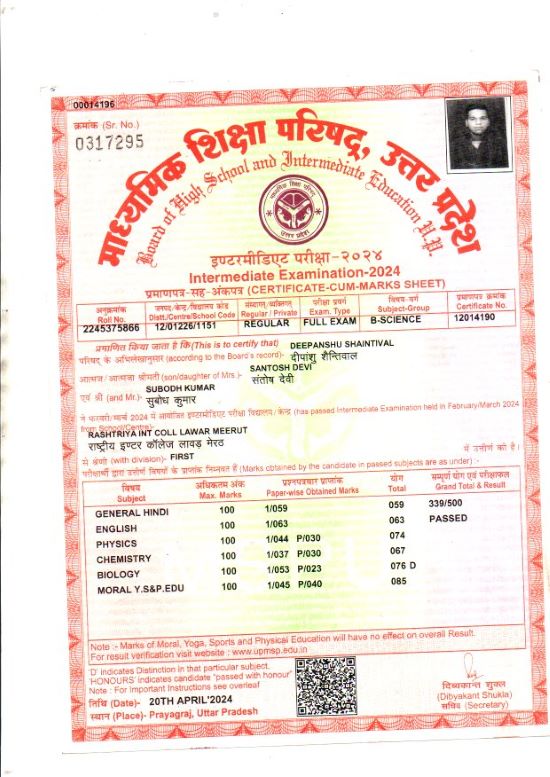 00014196
क्रमांक (Sr. No.)
0317295
माध्यमिक शिक्षा परिषद्, उत्तर प्रदेश
Board of High School and Intermediate Education U.P.
माध्यमिक शिक्षा परिषद्
उत्तर प्रदेश
इण्टरमीडिएट परीक्षा-२०२४
Intermediate Examination-2024
प्रमाणपत्र-सह-अंकपत्र (CERTIFICATE-CUM-MARKS SHEET)
अनुक्रमांक जनपद/केन्द्र/विद्यालय कोड संस्थागत/व्यक्तिगत परीक्षा प्रकार विषय-वर्ग प्रमाणपत्र क्रमांक
Roll No. Distt./Centre/School Code Regular / Private Exam. Type Subject-Group Certificate No.
2245375866 12/01226/1151 REGULAR FULL EXAM B-SCIENCE 12014190
प्रमाणित किया जाता है कि(This is to certify that) DEEPANSHU SHAINTIVAL
परिषद् के अभिलेखानुसार (according to the Board's record)- दीपांशु शैन्तिवाल
SANTOSH DEVI
आत्मज / आत्मजा श्रीमती (son/daughter of Mrs.)- संतोष देवी
SUBODH KUMAR
एवं श्री (and Mr.)- सुबोध कुमार
ने फरवरी/मार्च 2024 में आयोजित इण्टरमीडिएट परीक्षा विद्यालय / केन्द्र (has passed Intermediate Examination held in February/March 2024
from School/Centre)-
RASHTRIYA INT COLL LAWAR MEERUT
राष्ट्रीय इण्टर कॉलेज लावड़ मेरठ
में उत्तीर्ण की है।
से श्रेणी (with division)- FIRST
परीक्षार्थी द्वारा उत्तीर्ण विषयों के प्राप्तांक निम्नवत हैं (Marks obtained by the candidate in passed subjects are as under) :-
विषय अधिकतम अंक प्रश्नपत्रवार प्राप्तांक योग सम्पूर्ण योग एवं परीक्षाफल
Subject Max. Marks Paper-wise Obtained Marks Total Grand Total & Result
GENERAL HINDI 100 1/059 059 339/500
ENGLISH 100 1/063 063 PASSED
PHYSICS 100 1/044 P/030 074
CHEMISTRY 100 1/037 P/030 067
BIOLOGY 100 1/053 P/023 076 D
MORAL Y.S&P.EDU 100 1/045 P/040 085
Note :- Marks of Moral, Yoga, Sports and Physical Education will have no effect on overall Result.
For result verification visit website : www.upmsp.edu.in
'D' indicates Distinction in that particular subject.
'HONOURS' indicates candidate "passed with honour"
Note : For Important Instructions see overleaf
तिथि (Date)- 20TH APRIL'2024
स्थान (Place)- Prayagraj, Uttar Pradesh
दिव्यकान्त शुक्ल
(Dibyakant Shukla)
सचिव (Secretary)